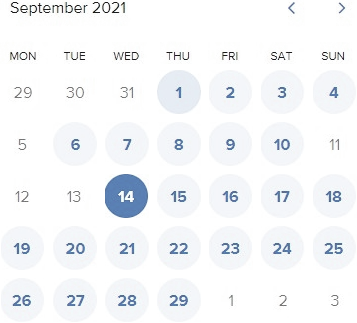 September 2021
MON TUE WED THU FRI SAT SUN
29 30 31 1 2 3 4
5 6 7 8 9 10 11
12 13 14 15 16 17 18
19 20 21 22 23 24 25
26 27 28 29 1 2 3